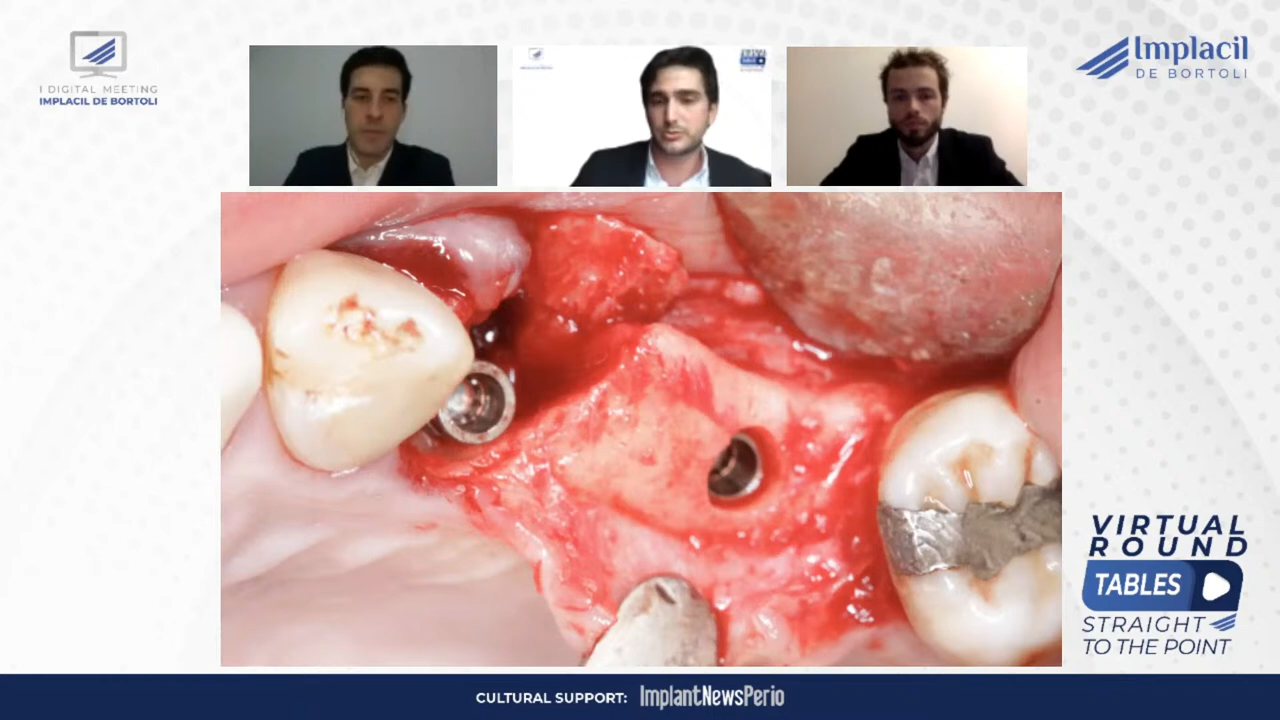 I DIGITAL MEETING
IMPLACIL DE BORTOLI
Implacil
DE BORTOLI
VIRTUAL
ROUND
TABLES
STRAIGHT
TO THE POINT
CULTURAL SUPPORT: ImplantNewsPerio